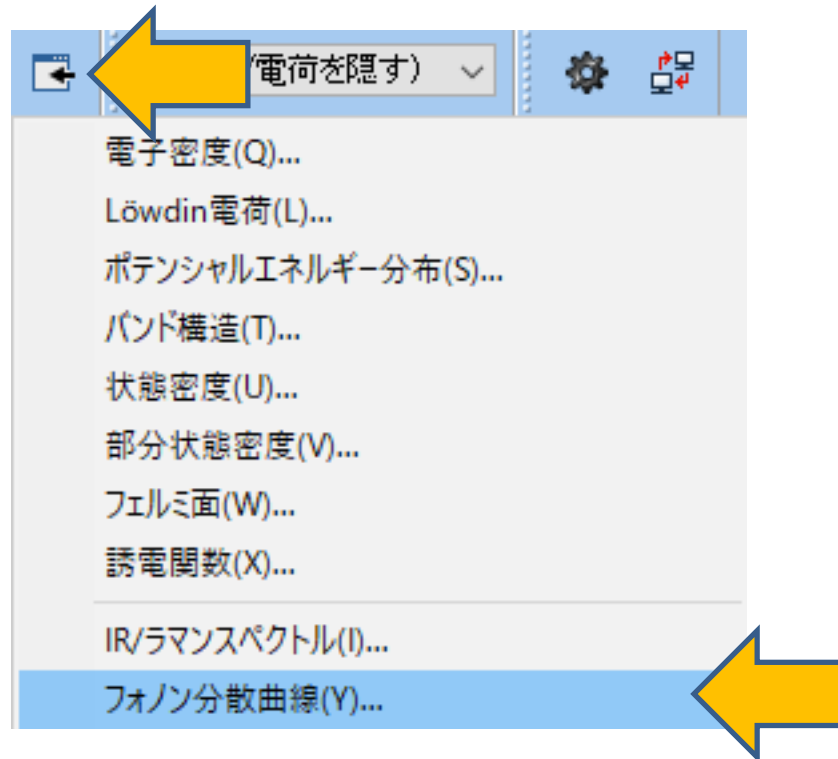 電荷を隠す)
電子密度(Q)...
Löwdin電荷(L)...
ポテンシャルエネルギー分布(S)...
バンド構造(T)...
状態密度(U)...
部分状態密度(V)...
フェルミ面(W)...
誘電関数(X)...
IR/ラマンスペクトル(I)...
フォノン分散曲線(Y)...